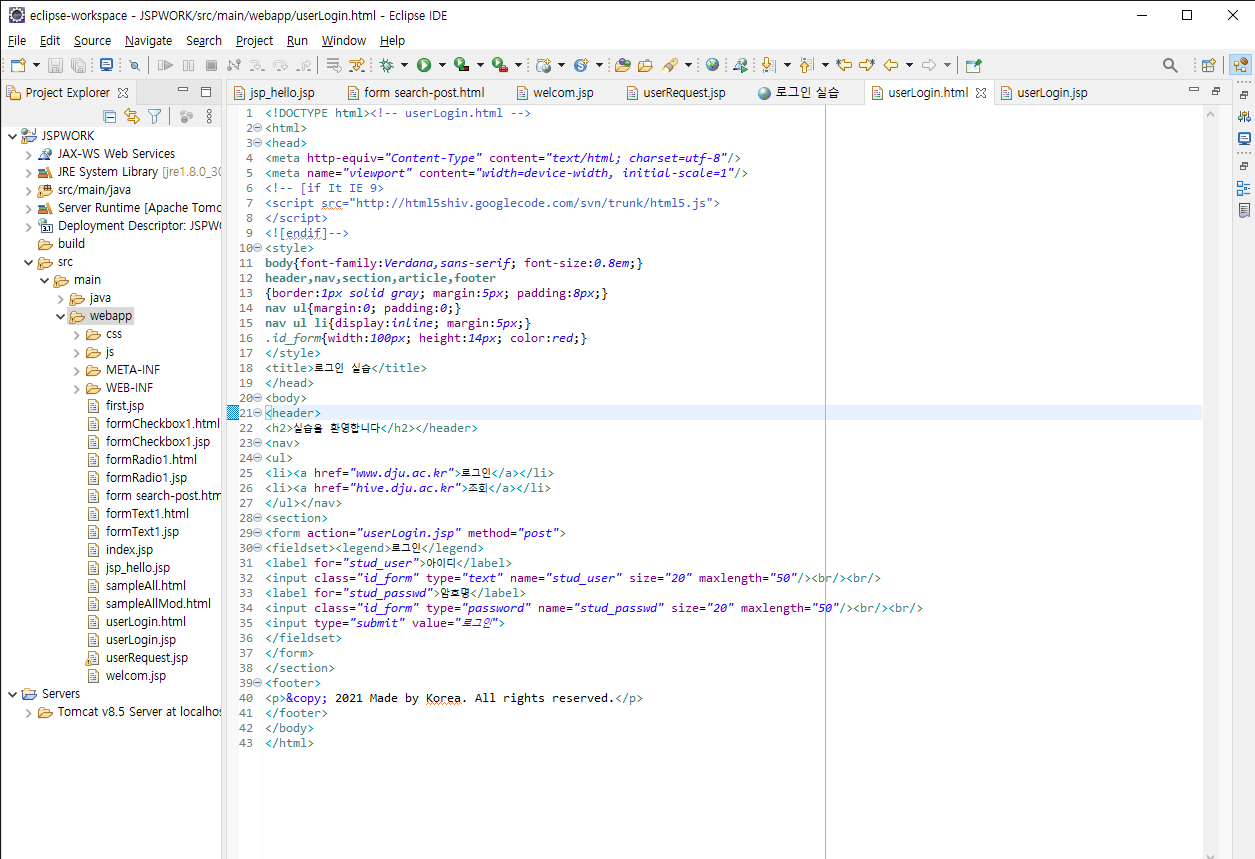 eclipse-workspace - JSPWORK/src/main/webapp/userLogin.html - Eclipse IDE
File Edit Source Navigate Search Project Run Window Help
Project Explorer
JSPWORK
JAX-WS Web Services
JRE System Library [jre1.8.0_30
src/main/java
Server Runtime [Apache Tomc
Deployment Descriptor: JSPW
build
src
main
java
webapp
css
js
META-INF
WEB-INF
first.jsp
formCheckbox1.html
formCheckbox1.jsp
formRadio1.html
formRadio1.jsp
form search-post.htm
formText1.html
formText1.jsp
index.jsp
jsp_hello.jsp
sampleAll.html
sampleAllMod.html
userLogin.html
userLogin.jsp
userRequest.jsp
welcom.jsp
Servers
Tomcat v8.5 Server at localhos
jsp_hello.jsp form search-post.html welcom.jsp userRequest.jsp 로그인 실습 userLogin.html userLogin.jsp
1 <!DOCTYPE html><!-- userLogin.html -->
2 <html>
3 <head>
4 <meta http-equiv="Content-Type" content="text/html; charset=utf-8"/>
5 <meta name="viewport" content="width=device-width, initial-scale=1"/>
6 <!-- [if It IE 9>
7 <script src="http://html5shiv.googlecode.com/svn/trunk/html5.js">
8 </script>
9 <![endif]-->
10 <style>
11 body{font-family:Verdana,sans-serif; font-size:0.8em;}
12 header,nav,section,article,footer
13 {border:1px solid gray; margin:5px; padding:8px;}
14 nav ul{margin:0; padding:0;}
15 nav ul li{display:inline; margin:5px;}
16 .id_form{width:100px; height:14px; color:red;}
17 </style>
18 <title>로그인 실습</title>
19 </head>
20 <body>
21 <header>
22 <h2>실습을 환영합니다</h2></header>
23 <nav>
24 <ul>
25 <li><a href="www.dju.ac.kr">로그인</a></li>
26 <li><a href="hive.dju.ac.kr">조회</a></li>
27 </ul></nav>
28 <section>
29 <form action="userLogin.jsp" method="post">
30 <fieldset><legend>로그인</legend>
31 <label for="stud_user">아이디</label>
32 <input class="id_form" type="text" name="stud_user" size="20" maxlength="50"/><br/><br/>
33 <label for="stud_passwd">암호명</label>
34 <input class="id_form" type="password" name="stud_passwd" size="20" maxlength="50"/><br/><br/>
35 <input type="submit" value="로그인">
36 </fieldset>
37 </form>
38 </section>
39 <footer>
40 <p>&copy; 2021 Made by Korea. All rights reserved.</p>
41 </footer>
42 </body>
43 </html>